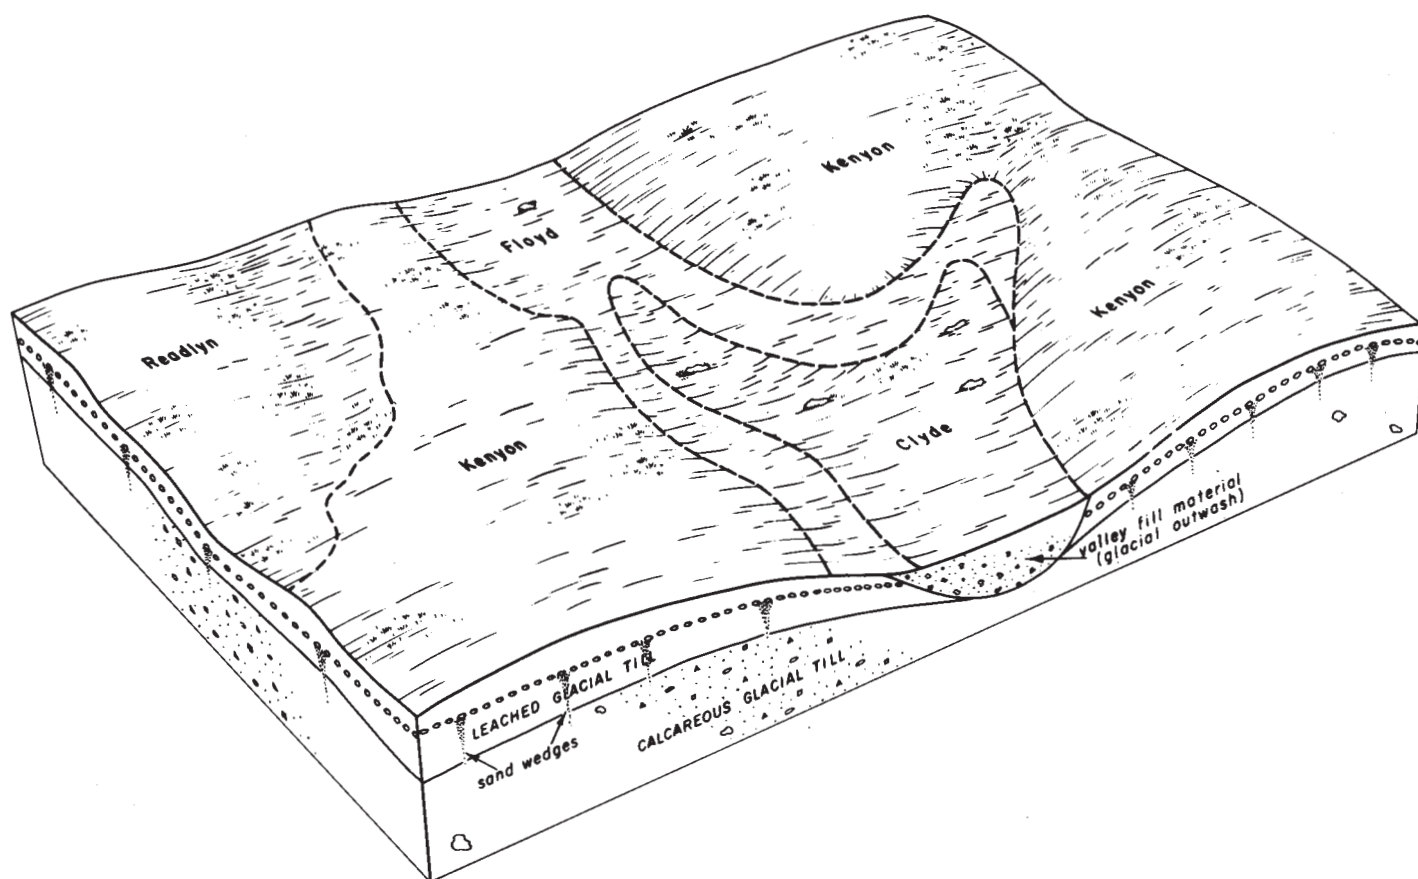 Kenyon
Floyd
Readlyn
Kenyon
Kenyon
Clyde
valley fill material
(glacial outwash)
LEACHED GLACIAL TILL
CALCAREOUS GLACIAL TILL
sand wedges